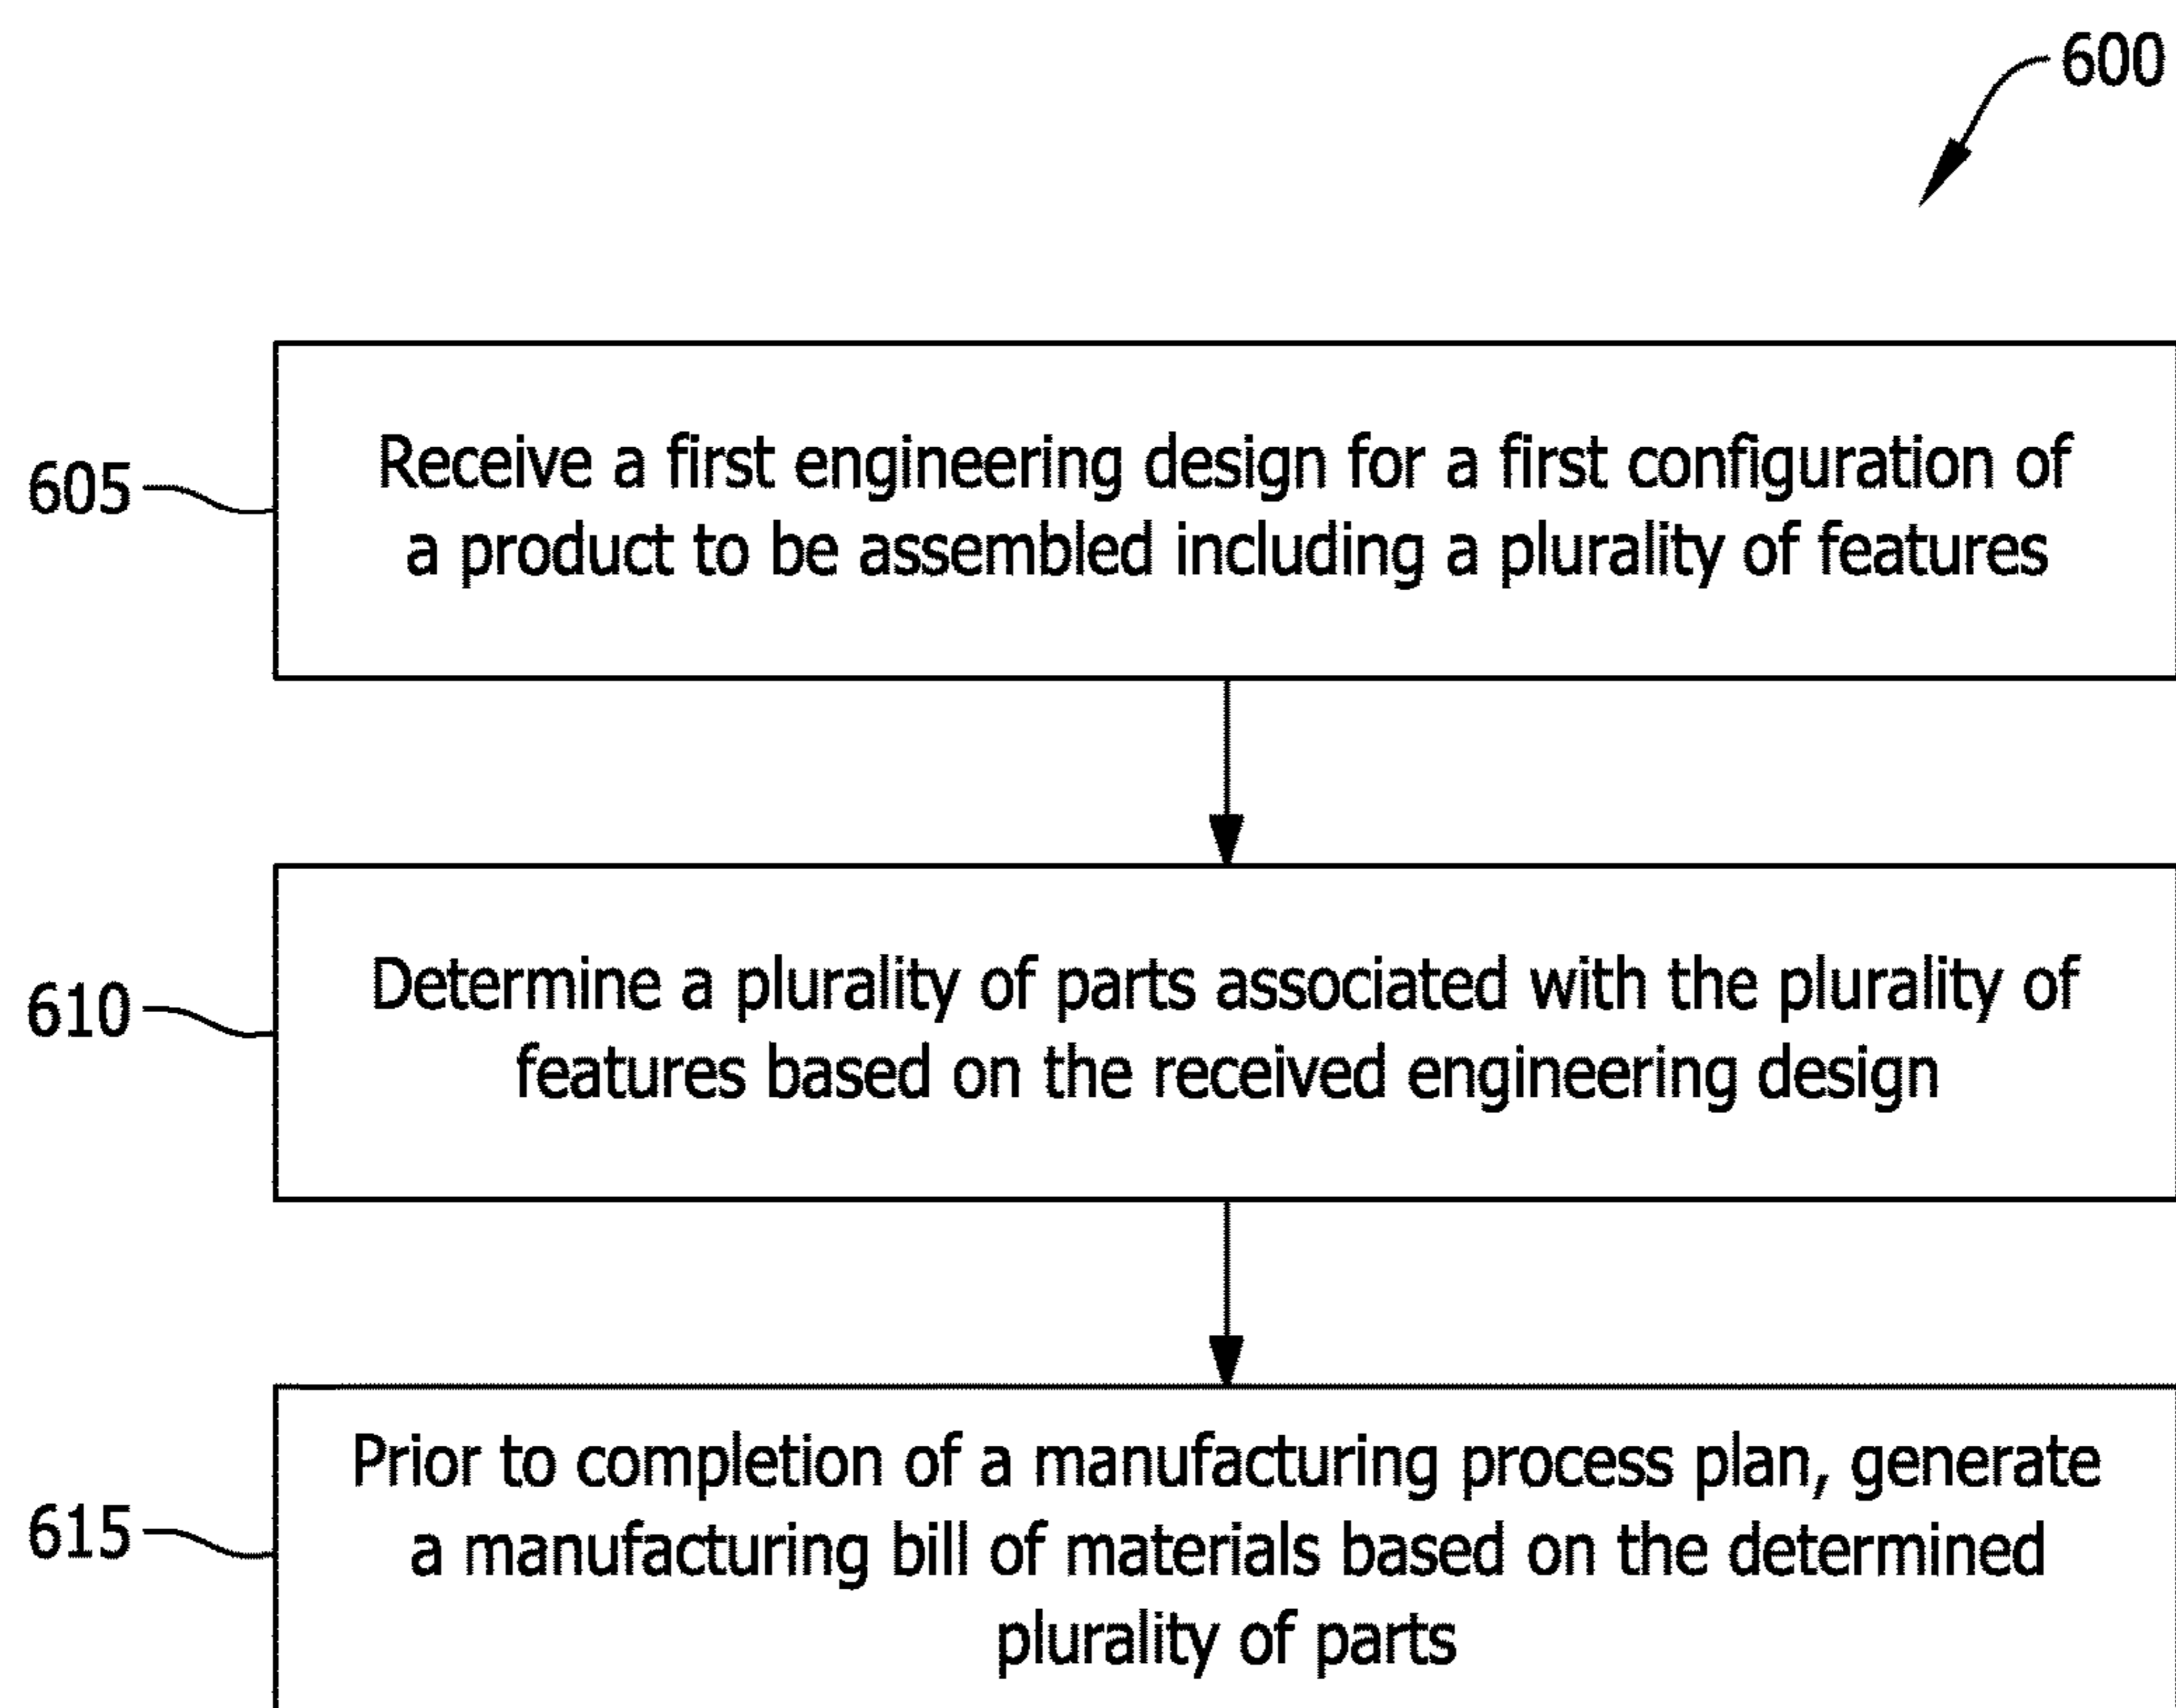 600
605
Receive a first engineering design for a first configuration of
a product to be assembled including a plurality of features
610
Determine a plurality of parts associated with the plurality of
features based on the received engineering design
615
Prior to completion of a manufacturing process plan, generate
a manufacturing bill of materials based on the determined
plurality of parts